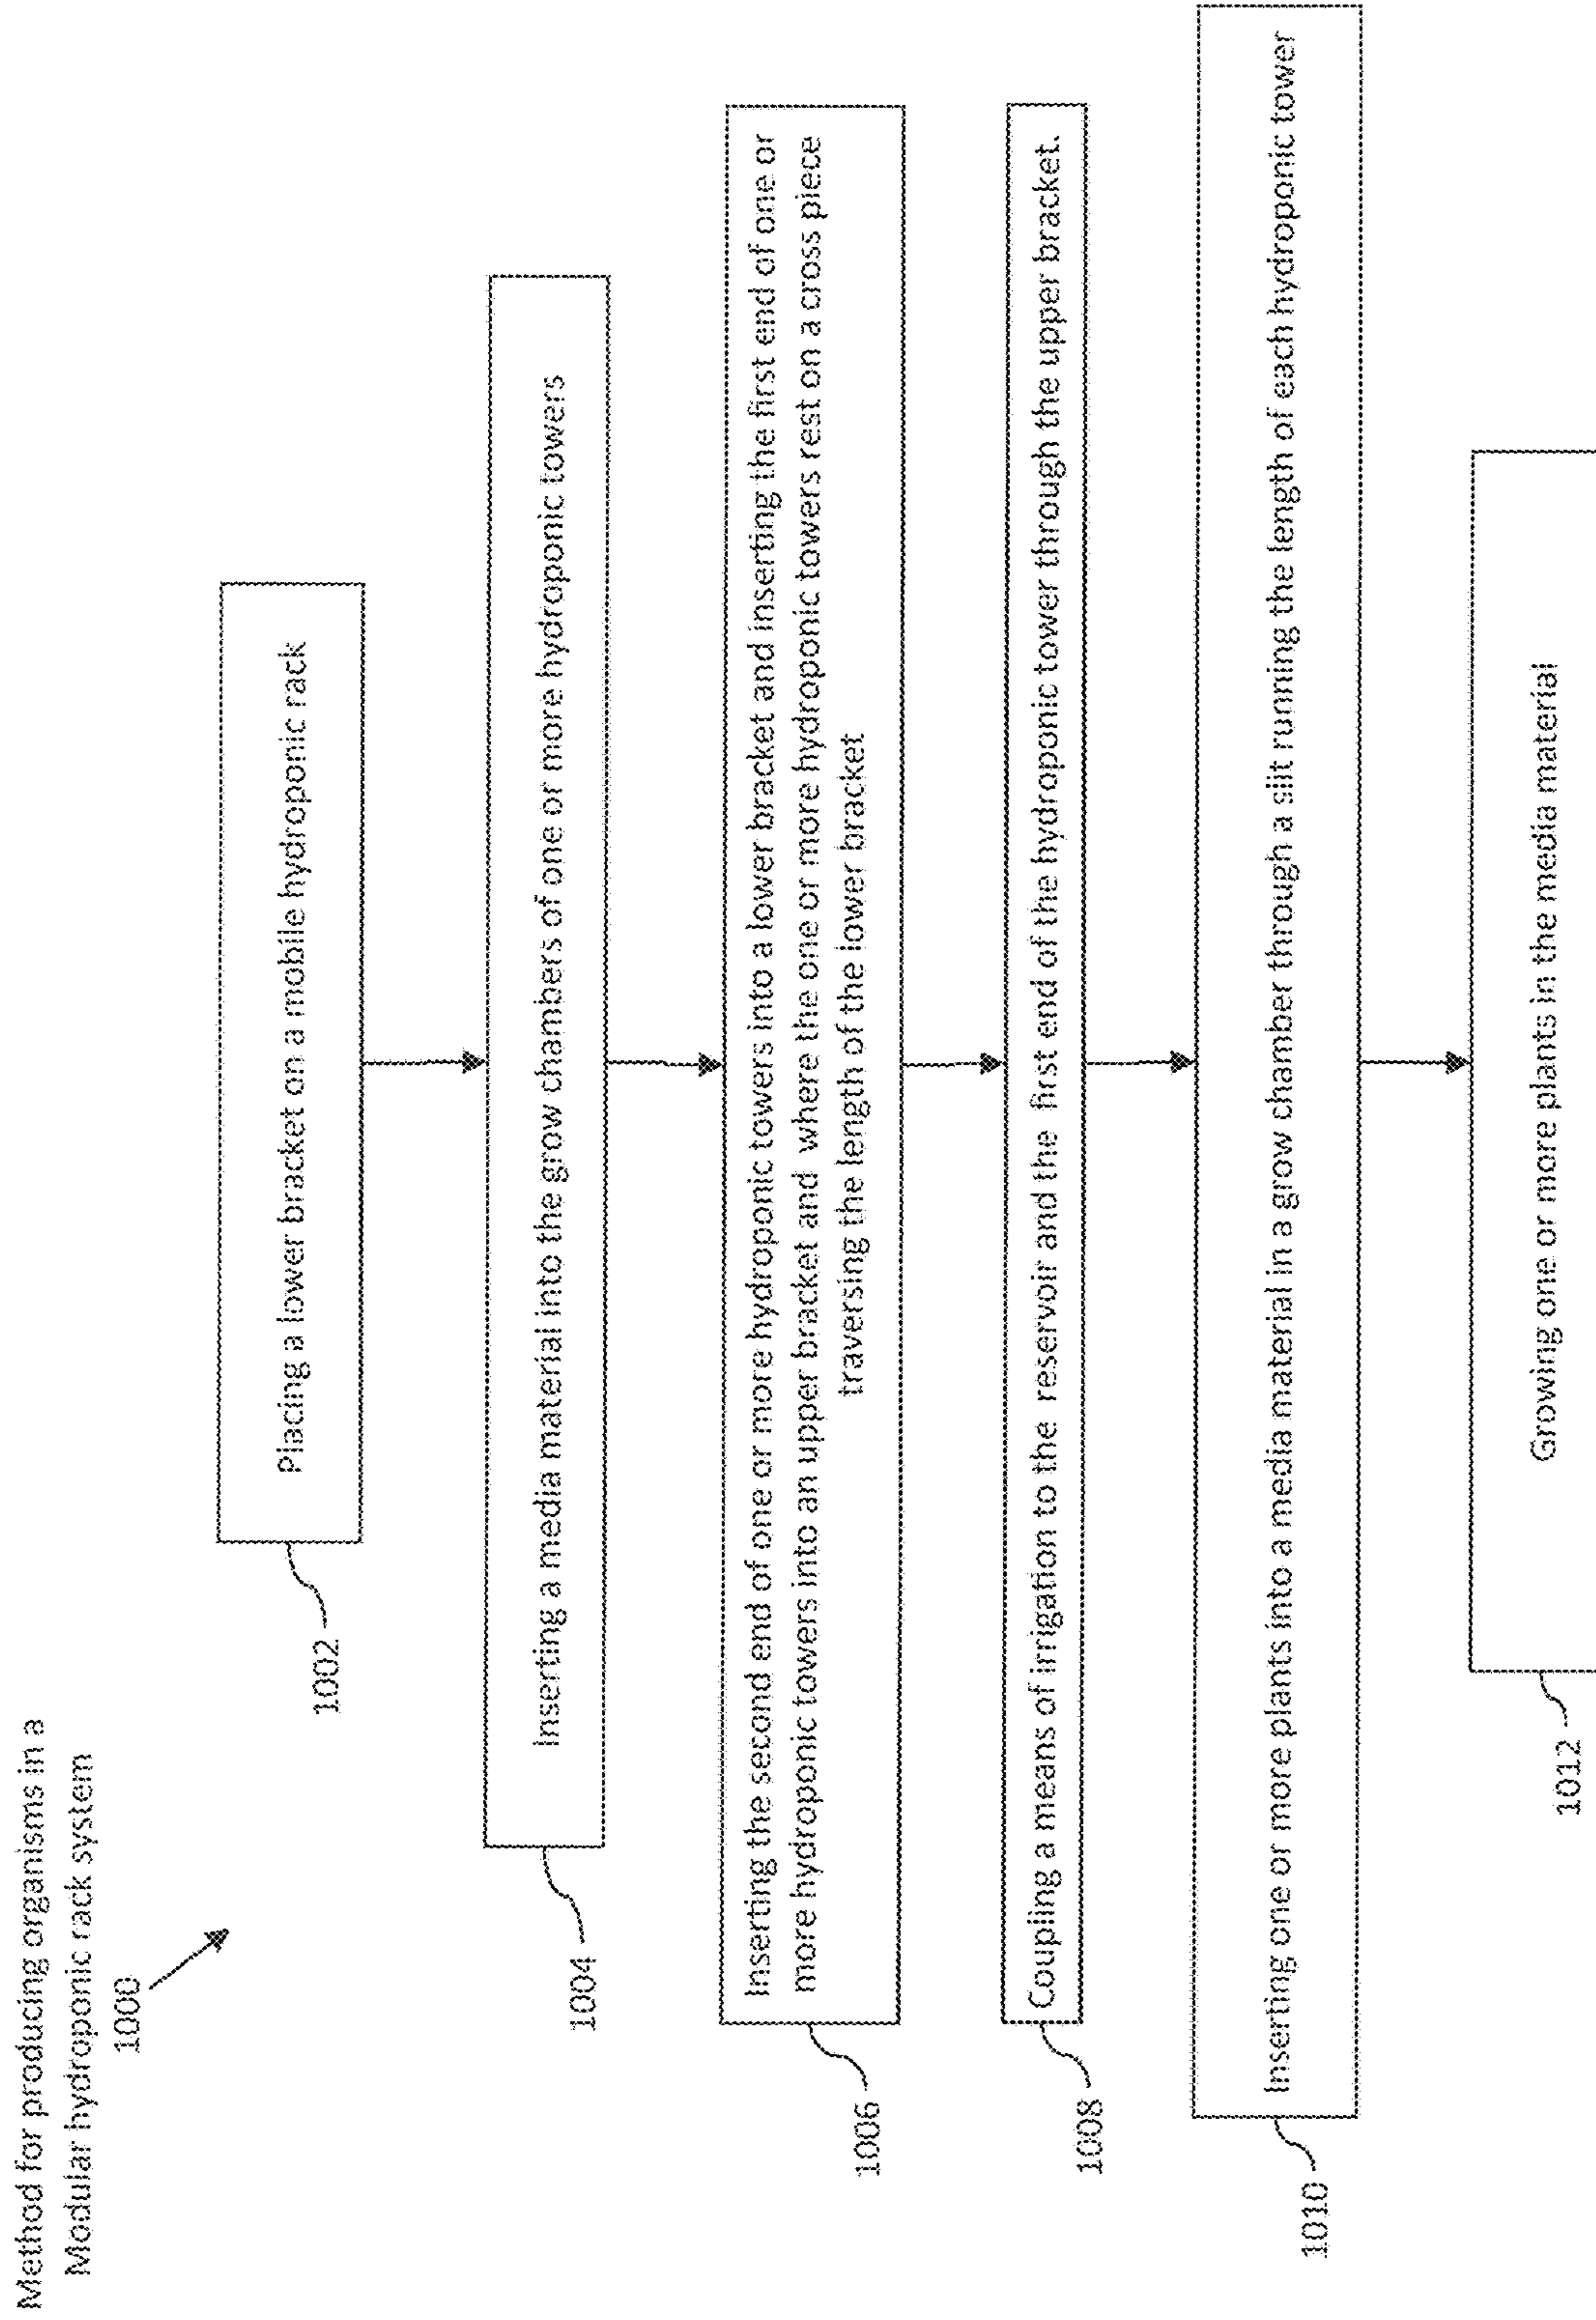 Method for producing organisms in a
Modular hydroponic rack system
1000
Placing a lower bracket on a mobile hydroponic rack
1002
Inserting a media material into the grow chambers of one or more hydroponic towers
1004
Inserting the second end of one or more hydroponic towers into a lower bracket and inserting the first end of one or
more hydroponic towers into an upper bracket and where the one or more hydroponic towers rest on a cross piece
traversing the length of the lower bracket
1006
Coupling a means of irrigation to the reservoir and the first end of the hydroponic tower through the upper bracket.
1008
Inserting one or more plants into a media material in a grow chamber through a slit running the length of each hydroponic tower
1010
Growing one or more plants in the media material
1012